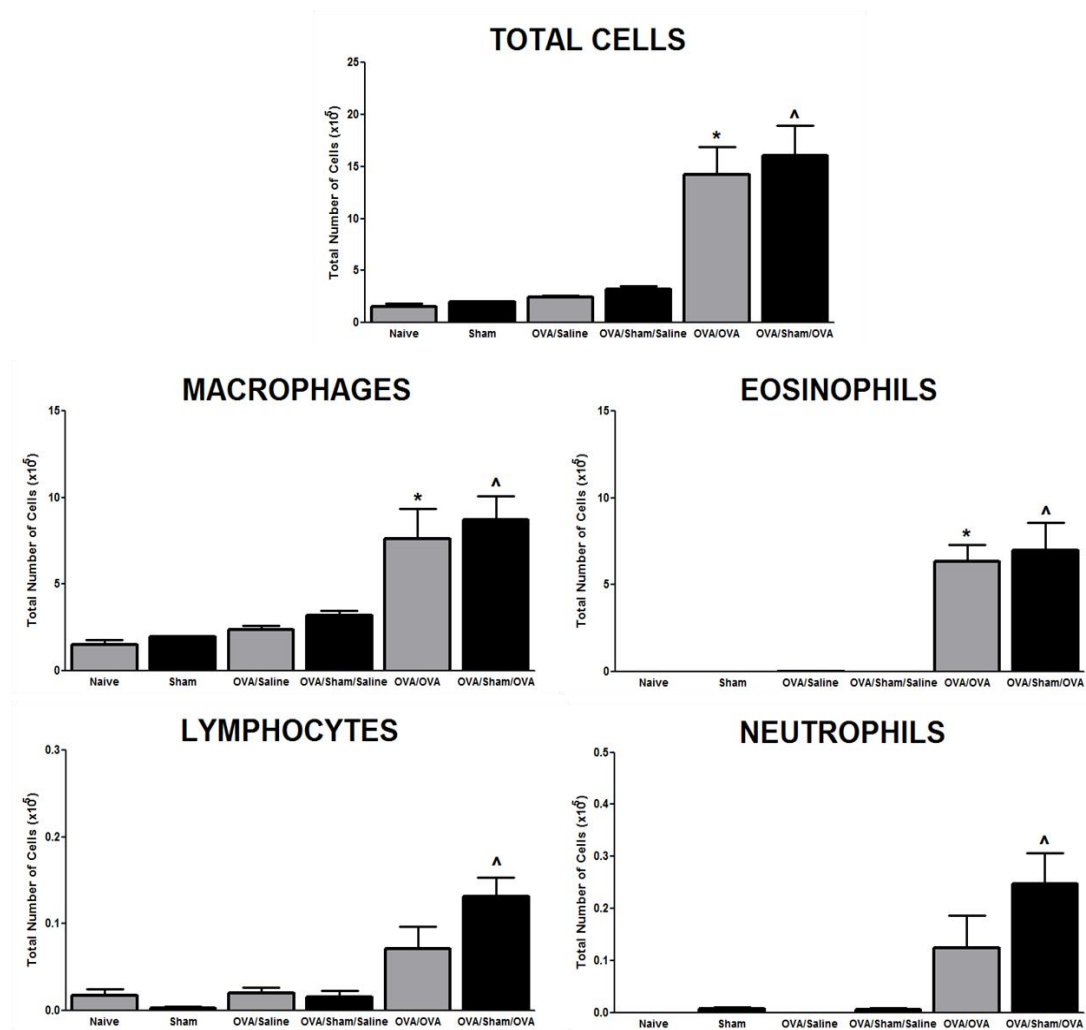 TOTAL CELLS
Total Number of Cells (x10⁵)
25
20
15
10
5
0
*
^
Naive Sham OVA/Saline OVA/Sham/Saline OVA/OVA OVA/Sham/OVA
MACROPHAGES
Total Number of Cells (x10⁵)
15
10
5
0
*
^
Naive Sham OVA/Saline OVA/Sham/Saline OVA/OVA OVA/Sham/OVA
EOSINOPHILS
Total Number of Cells (x10⁵)
15
10
5
0
*
^
Naive Sham OVA/Saline OVA/Sham/Saline OVA/OVA OVA/Sham/OVA
LYMPHOCYTES
Total Number of Cells (x10⁵)
0.3
0.2
0.1
0.0
^
Naive Sham OVA/Saline OVA/Sham/Saline OVA/OVA OVA/Sham/OVA
NEUTROPHILS
Total Number of Cells (x10⁵)
0.5
0.4
0.3
0.2
0.1
0.0
^
Naive Sham OVA/Saline OVA/Sham/Saline OVA/OVA OVA/Sham/OVA